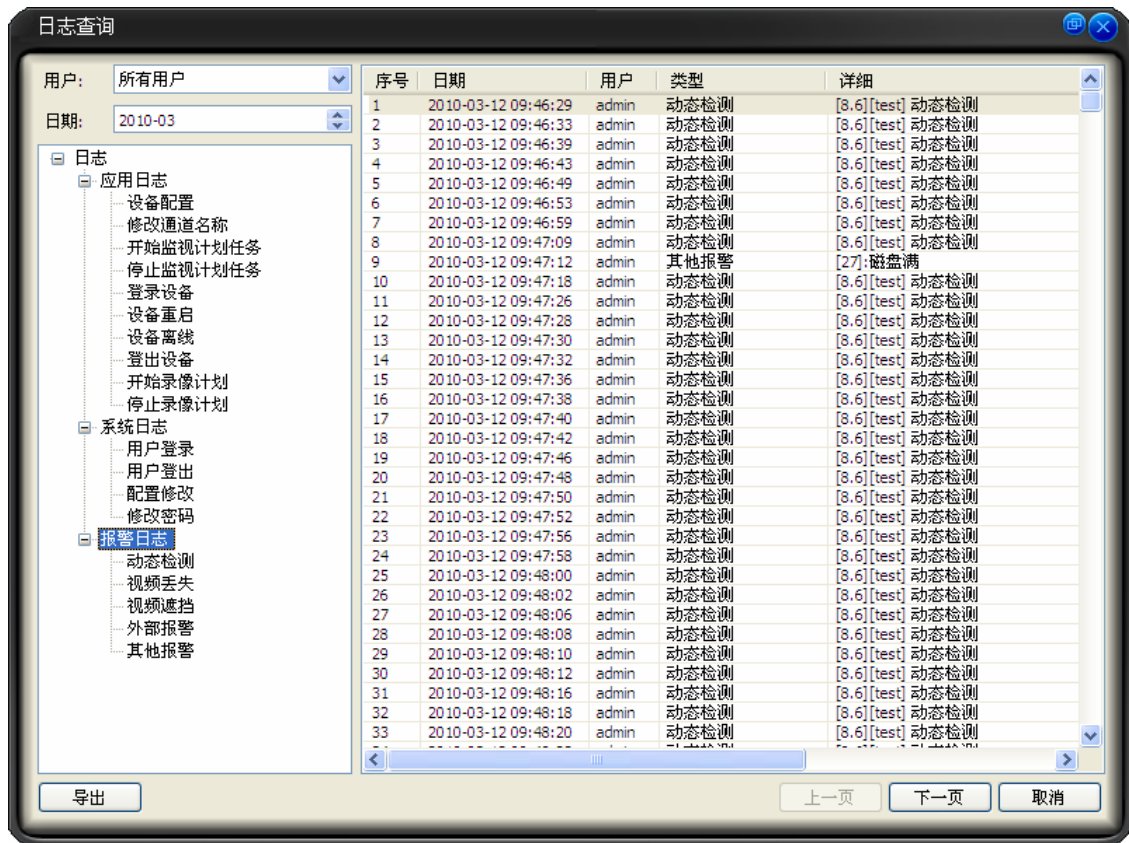 日志查询
用户: 所有用户
日期: 2010-03
日志
应用日志
设备配置
修改通道名称
开始监视计划任务
停止监视计划任务
登录设备
设备重启
设备离线
登出设备
开始录像计划
停止录像计划
系统日志
用户登录
用户登出
配置修改
修改密码
报警日志
动态检测
视频丢失
视频遮挡
外部报警
其他报警
序号 日期 用户 类型 详细
1 2010-03-12 09:46:29 admin 动态检测 [8.6][test] 动态检测
2 2010-03-12 09:46:33 admin 动态检测 [8.6][test] 动态检测
3 2010-03-12 09:46:39 admin 动态检测 [8.6][test] 动态检测
4 2010-03-12 09:46:43 admin 动态检测 [8.6][test] 动态检测
5 2010-03-12 09:46:49 admin 动态检测 [8.6][test] 动态检测
6 2010-03-12 09:46:53 admin 动态检测 [8.6][test] 动态检测
7 2010-03-12 09:46:59 admin 动态检测 [8.6][test] 动态检测
8 2010-03-12 09:47:09 admin 动态检测 [8.6][test] 动态检测
9 2010-03-12 09:47:12 admin 其他报警 [27]:磁盘满
10 2010-03-12 09:47:18 admin 动态检测 [8.6][test] 动态检测
11 2010-03-12 09:47:26 admin 动态检测 [8.6][test] 动态检测
12 2010-03-12 09:47:28 admin 动态检测 [8.6][test] 动态检测
13 2010-03-12 09:47:30 admin 动态检测 [8.6][test] 动态检测
14 2010-03-12 09:47:32 admin 动态检测 [8.6][test] 动态检测
15 2010-03-12 09:47:36 admin 动态检测 [8.6][test] 动态检测
16 2010-03-12 09:47:38 admin 动态检测 [8.6][test] 动态检测
17 2010-03-12 09:47:40 admin 动态检测 [8.6][test] 动态检测
18 2010-03-12 09:47:42 admin 动态检测 [8.6][test] 动态检测
19 2010-03-12 09:47:46 admin 动态检测 [8.6][test] 动态检测
20 2010-03-12 09:47:48 admin 动态检测 [8.6][test] 动态检测
21 2010-03-12 09:47:50 admin 动态检测 [8.6][test] 动态检测
22 2010-03-12 09:47:52 admin 动态检测 [8.6][test] 动态检测
23 2010-03-12 09:47:56 admin 动态检测 [8.6][test] 动态检测
24 2010-03-12 09:47:58 admin 动态检测 [8.6][test] 动态检测
25 2010-03-12 09:48:00 admin 动态检测 [8.6][test] 动态检测
26 2010-03-12 09:48:02 admin 动态检测 [8.6][test] 动态检测
27 2010-03-12 09:48:06 admin 动态检测 [8.6][test] 动态检测
28 2010-03-12 09:48:08 admin 动态检测 [8.6][test] 动态检测
29 2010-03-12 09:48:10 admin 动态检测 [8.6][test] 动态检测
30 2010-03-12 09:48:12 admin 动态检测 [8.6][test] 动态检测
31 2010-03-12 09:48:16 admin 动态检测 [8.6][test] 动态检测
32 2010-03-12 09:48:18 admin 动态检测 [8.6][test] 动态检测
33 2010-03-12 09:48:20 admin 动态检测 [8.6][test] 动态检测
导出 上一页 下一页 取消